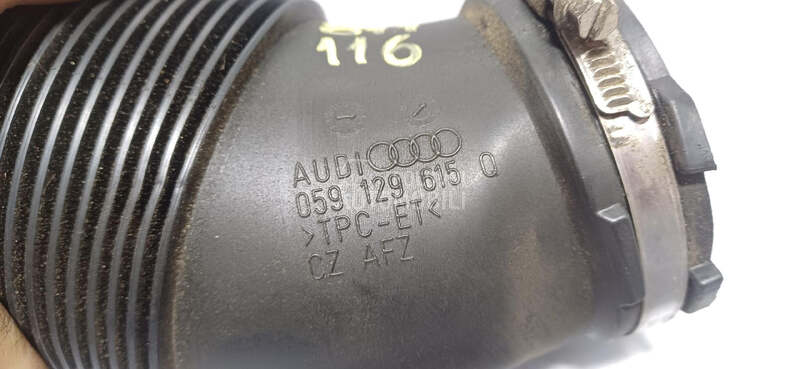 116
AUDI
059 129 615 Q
>TPC-ET<
CZ AFZ